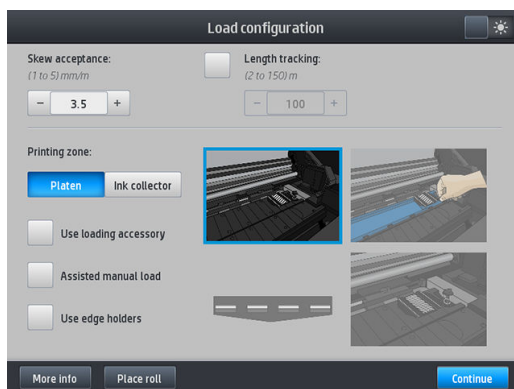 Load configuration
Skew acceptance:
(1 to 5) mm/m
Length tracking:
(2 to 150) m
− 3.5 +
− 100 +
Printing zone:
Platen Ink collector
Use loading accessory
Assisted manual load
Use edge holders
More info Place roll Continue